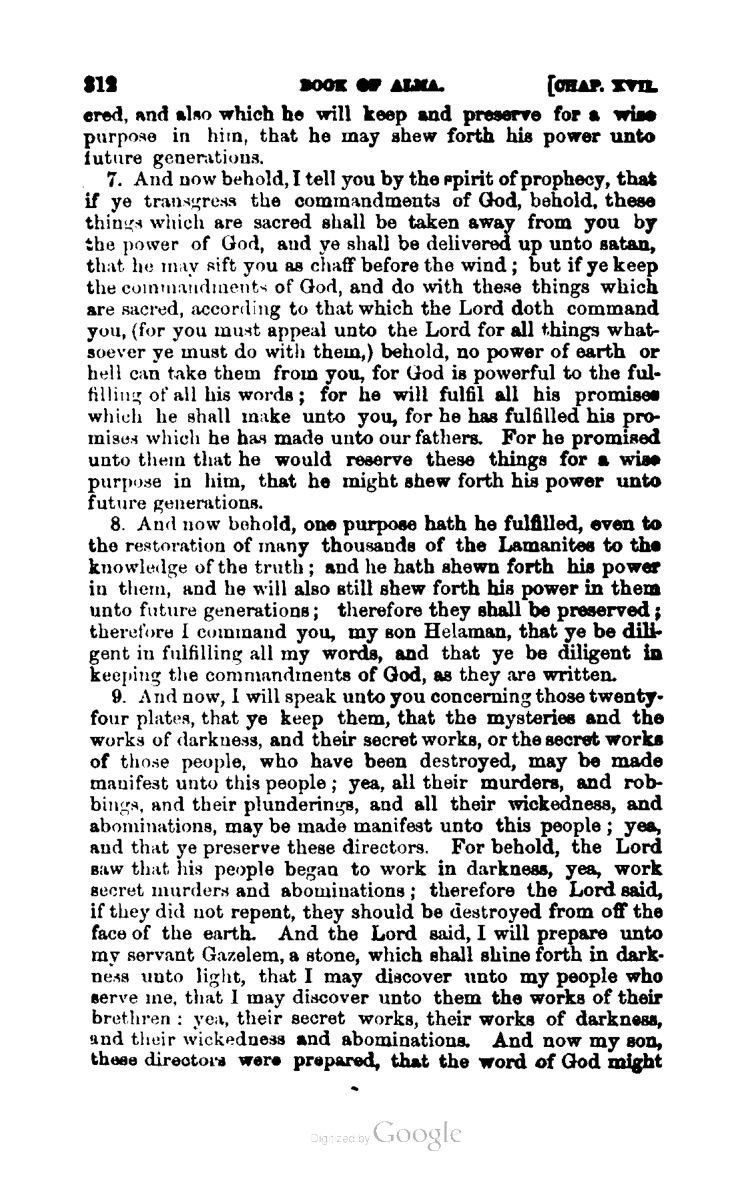 312 BOOK OF ALMA. [CHAP. XVII.
ered, and also which he will keep and preserve for a wise
purpose in him, that he may shew forth his power unto
future generations.
7. And now behold, I tell you by the spirit of prophecy, that
if ye transgress the commandments of God, behold, these
things which are sacred shall be taken away from you by
the power of God, and ye shall be delivered up unto satan,
that he may sift you as chaff before the wind; but if ye keep
the commandments of God, and do with these things which
are sacred, according to that which the Lord doth command
you, (for you must appeal unto the Lord for all things what-
soever ye must do with them,) behold, no power of earth or
hell can take them from you, for God is powerful to the ful-
filling of all his words; for he will fulfil all his promises
which he shall make unto you, for he has fulfilled his pro-
mises which he has made unto our fathers. For he promised
unto them that he would reserve these things for a wise
purpose in him, that he might shew forth his power unto
future generations.
8. And now behold, one purpose hath he fulfilled, even to
the restoration of many thousands of the Lamanites to the
knowledge of the truth; and he hath shewn forth his power
in them, and he will also still shew forth his power in them
unto future generations; therefore they shall be preserved;
therefore I command you, my son Helaman, that ye be dili-
gent in fulfilling all my words, and that ye be diligent in
keeping the commandments of God, as they are written.
9. And now, I will speak unto you concerning those twenty-
four plates, that ye keep them, that the mysteries and the
works of darkness, and their secret works, or the secret works
of those people, who have been destroyed, may be made
manifest unto this people; yea, all their murders, and rob-
bings, and their plunderings, and all their wickedness, and
abominations, may be made manifest unto this people; yea,
and that ye preserve these directors. For behold, the Lord
saw that his people began to work in darkness, yea, work
secret murders and abominations; therefore the Lord said,
if they did not repent, they should be destroyed from off the
face of the earth. And the Lord said, I will prepare unto
my servant Gazelem, a stone, which shall shine forth in dark-
ness unto light, that I may discover unto my people who
serve me, that I may discover unto them the works of their
brethren: yea, their secret works, their works of darkness,
and their wickedness and abominations. And now my son,
these directors were prepared, that the word of God might
Digitized by Google